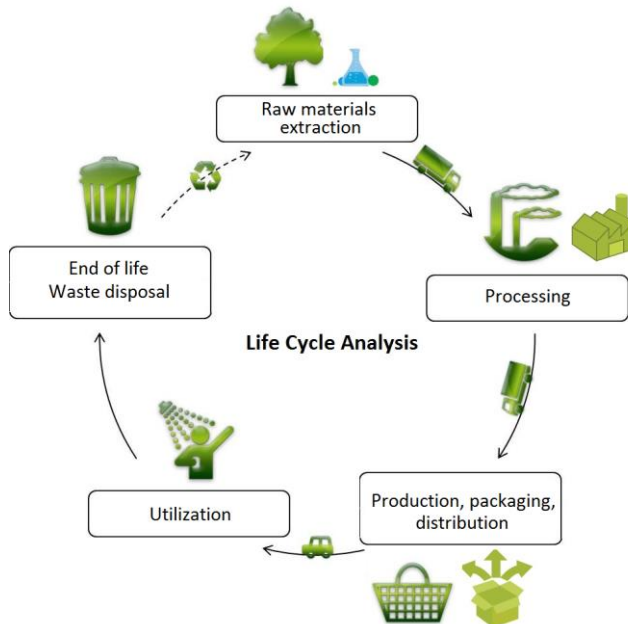 Raw materials
extraction
Processing
Production, packaging,
distribution
Utilization
End of life
Waste disposal
Life Cycle Analysis